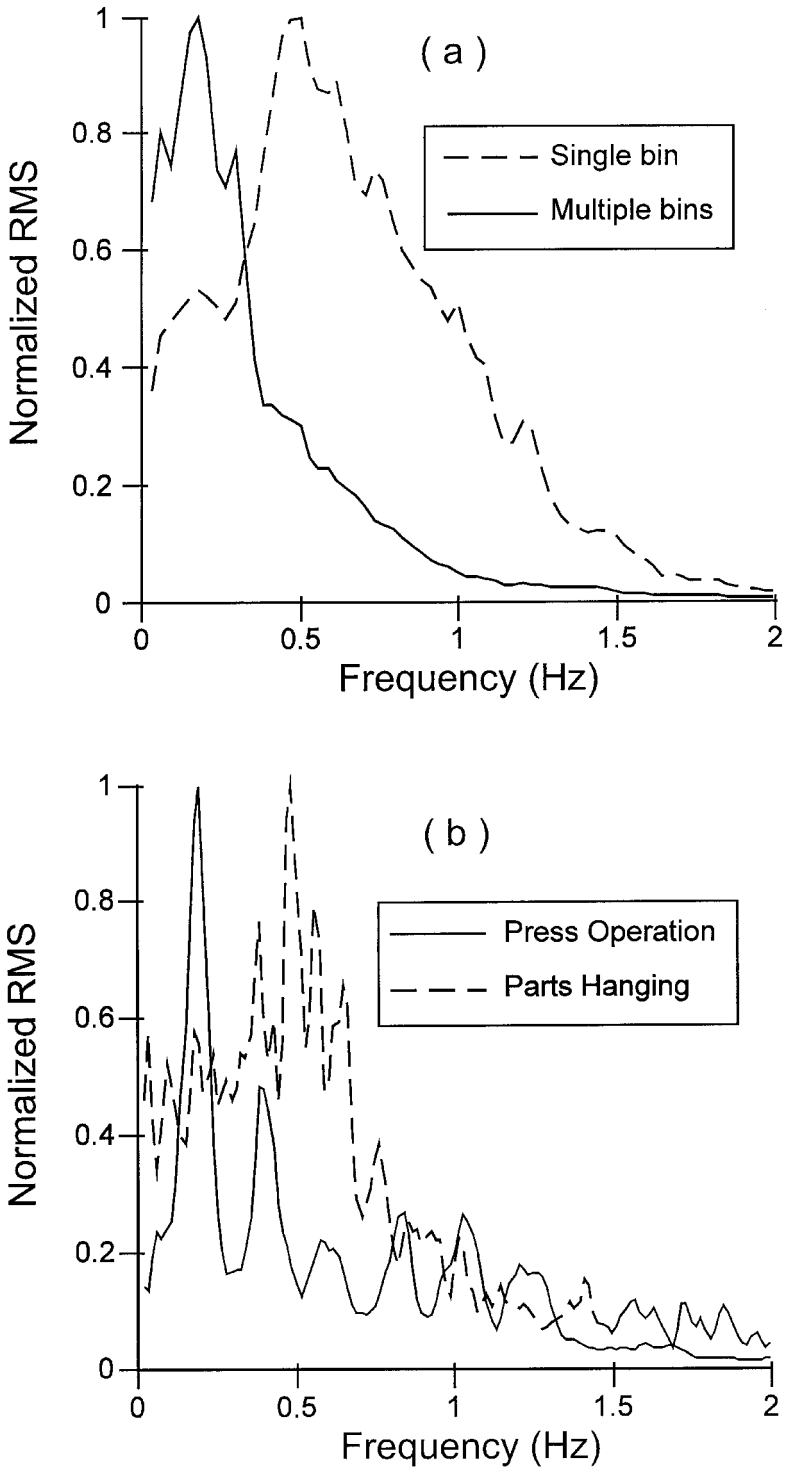 1
( a )
0.8
Single bin
Multiple bins
0.6
0.4
0.2
0
0
0.5
1
1.5
2
Normalized RMS
Frequency (Hz)
1
( b )
0.8
Press Operation
Parts Hanging
0.6
0.4
0.2
0
0
0.5
1
1.5
2
Normalized RMS
Frequency (Hz)